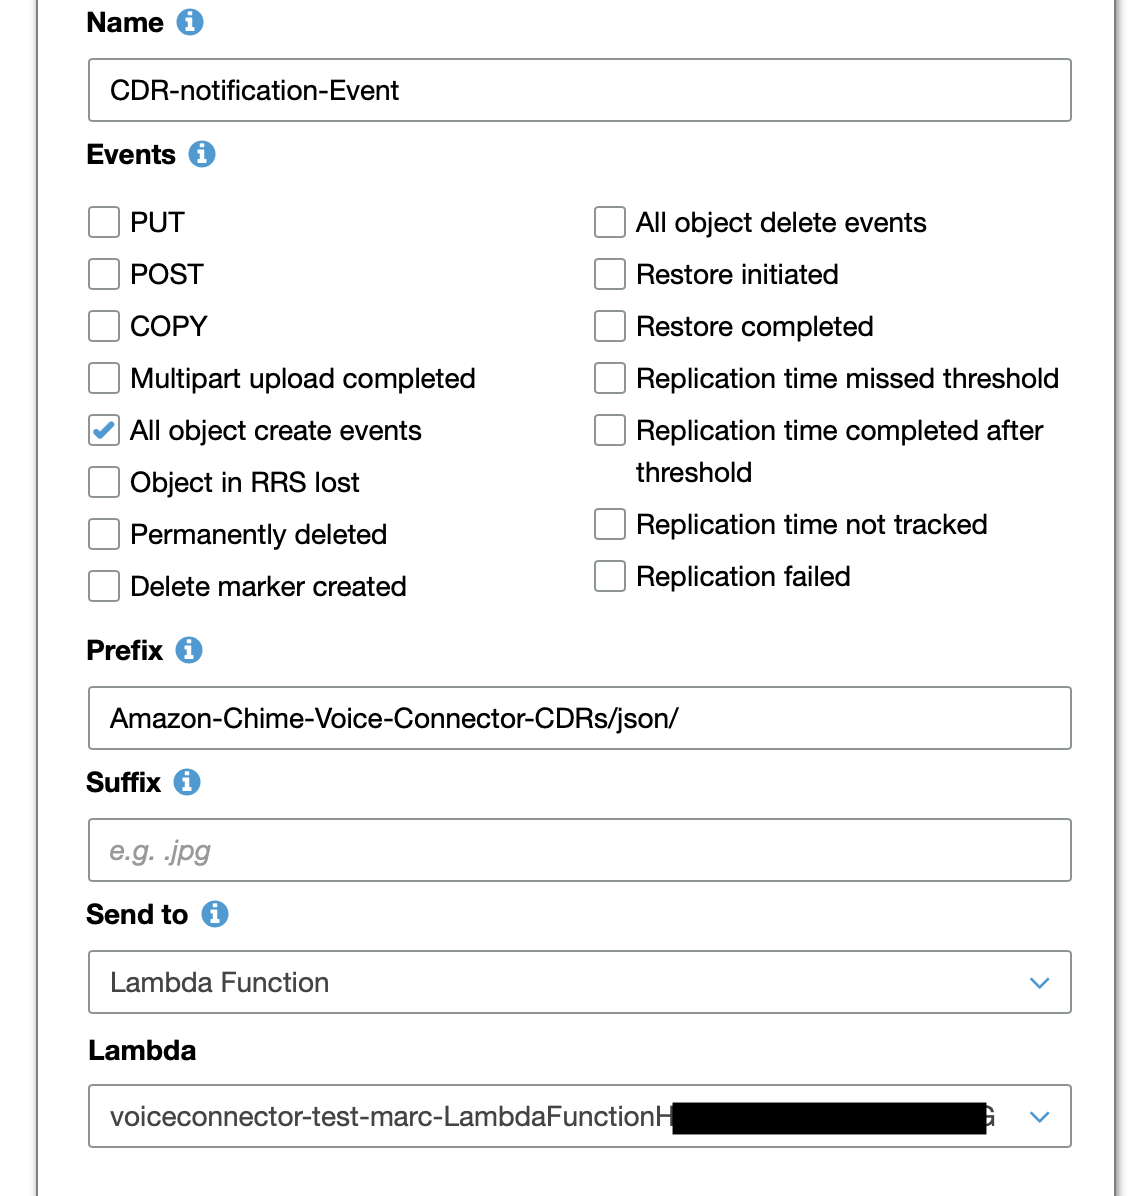 Name
CDR-notification-Event
Events
PUT
POST
COPY
Multipart upload completed
All object create events
Object in RRS lost
Permanently deleted
Delete marker created
All object delete events
Restore initiated
Restore completed
Replication time missed threshold
Replication time completed after
threshold
Replication time not tracked
Replication failed
Prefix
Amazon-Chime-Voice-Connector-CDRs/json/
Suffix
e.g. .jpg
Send to
Lambda Function
Lambda
voiceconnector-test-marc-LambdaFunctionH